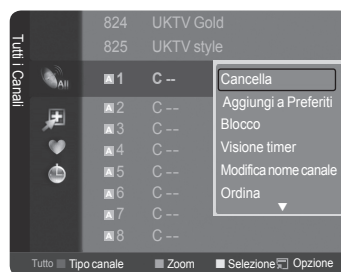 Tutti i Canali
824 UKTV Gold
825 UKTV style
All
A 1 C --
A 2 C --
A 3 C --
A 4 C --
A 5 C --
A 6 C --
A 7 C --
A 8 C --
Cancella
Aggiungi a Preferiti
Blocco
Visione timer
Modifica nome canale
Ordina
Tutto Tipo canale Zoom Selezione Opzione